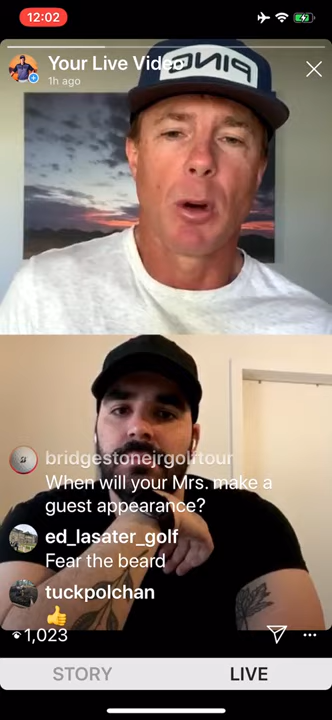 12:02
Your Live Video
1h ago
PING
bridgestonejrgolftour
When will your Mrs. make a
guest appearance?
ed_lasater_golf
Fear the beard
tuckpolchan
👍
1,023
STORY
LIVE